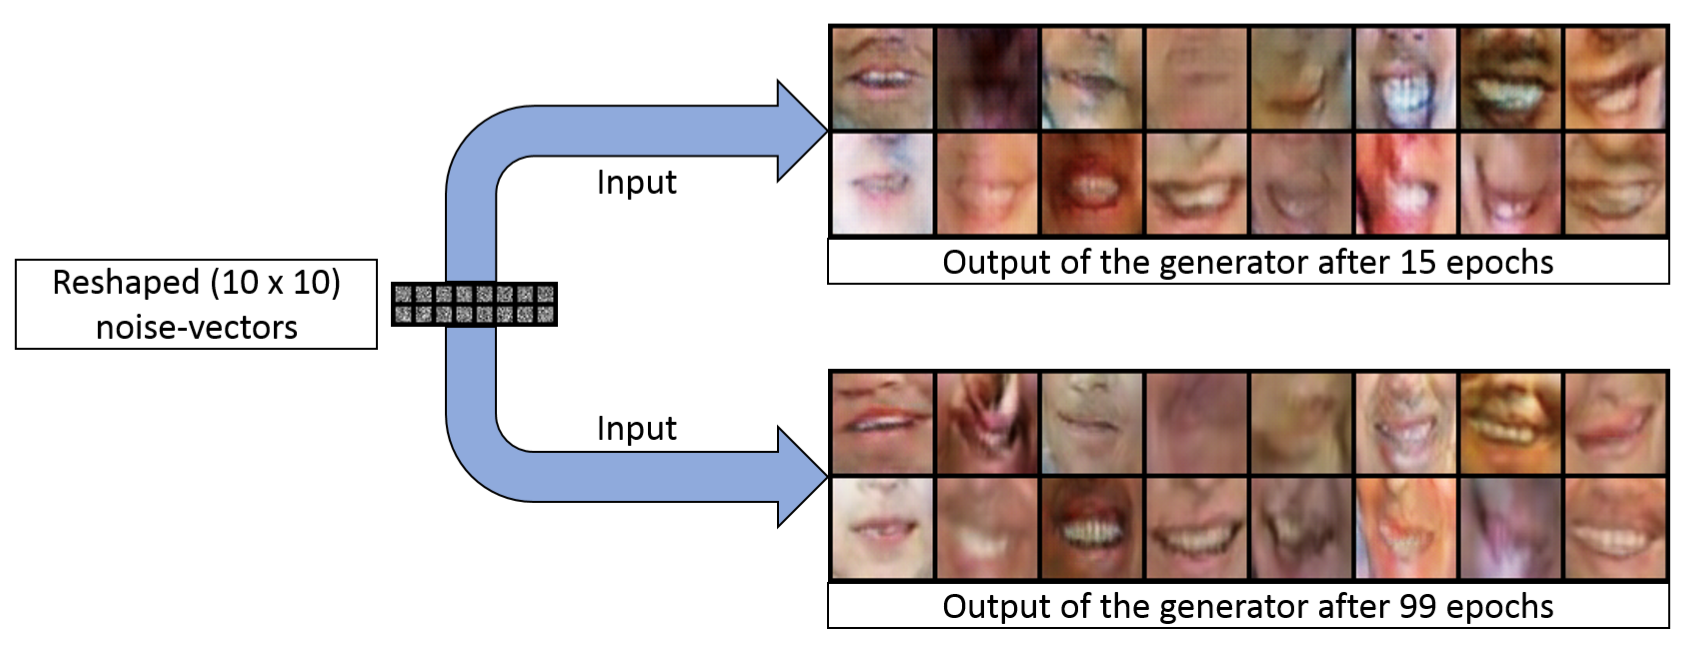 Input
Output of the generator after 15 epochs
Reshaped (10 x 10)
noise-vectors
Input
Output of the generator after 99 epochs